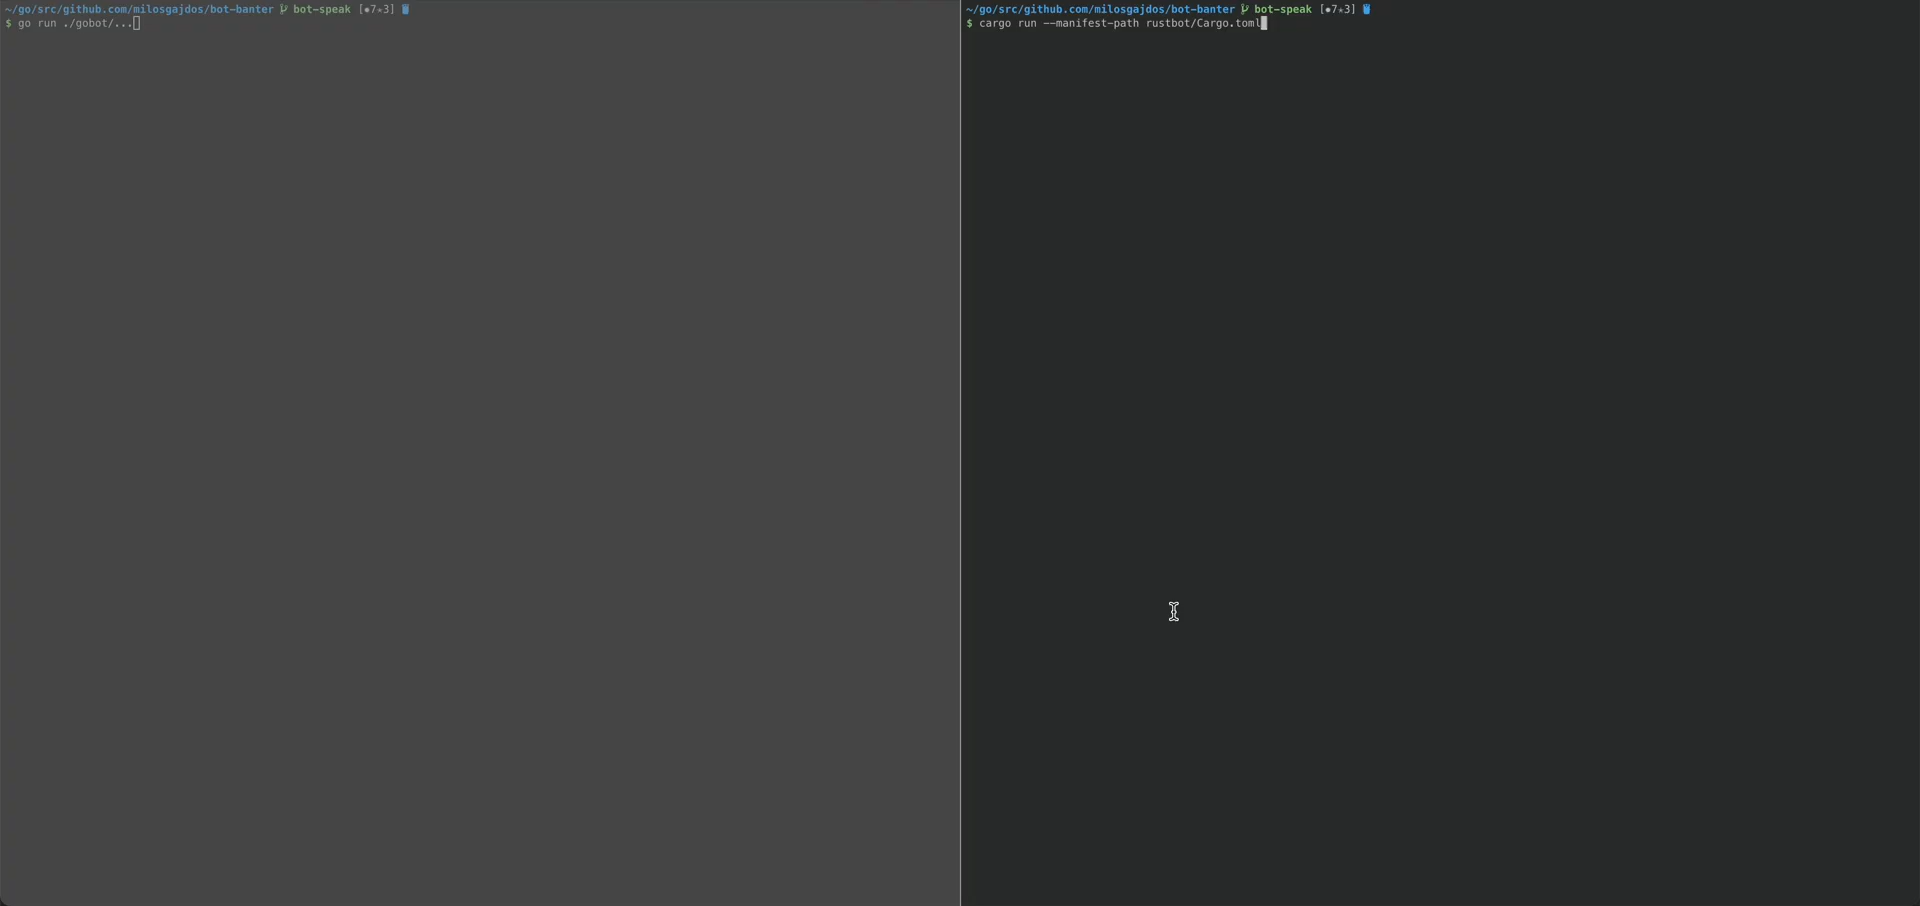 ~/go/src/github.com/milosgajdos/bot-banter bot-speak [●7★3]
$ go run ./gobot/...
~/go/src/github.com/milosgajdos/bot-banter bot-speak [●7★3]
$ cargo run --manifest-path rustbot/Cargo.toml